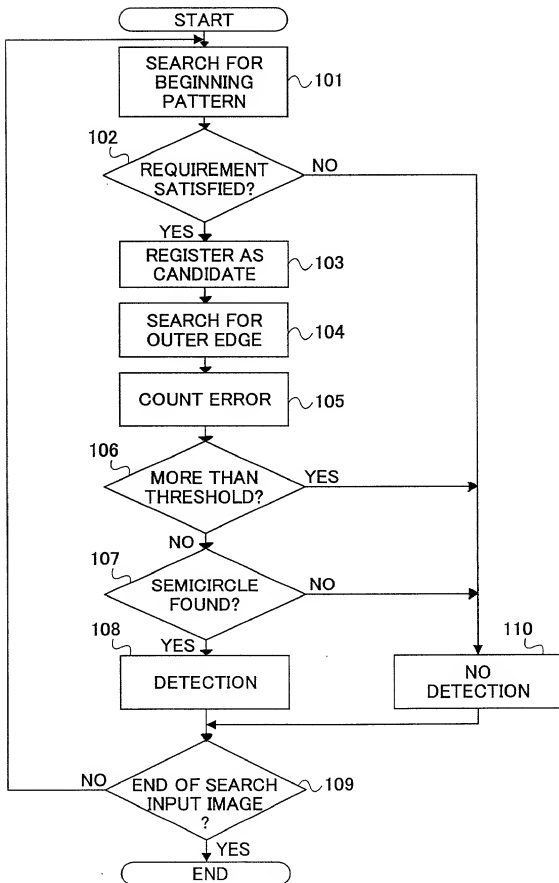 START
SEARCH FOR
BEGINNING
PATTERN
101
102
REQUIREMENT
SATISFIED?
NO
YES
REGISTER AS
CANDIDATE
103
SEARCH FOR
OUTER EDGE
104
COUNT ERROR
105
106
MORE THAN
THRESHOLD?
YES
NO
107
SEMICIRCLE
FOUND?
NO
YES
108
DETECTION
110
NO
DETECTION
NO
END OF SEARCH
INPUT IMAGE
?
109
YES
END